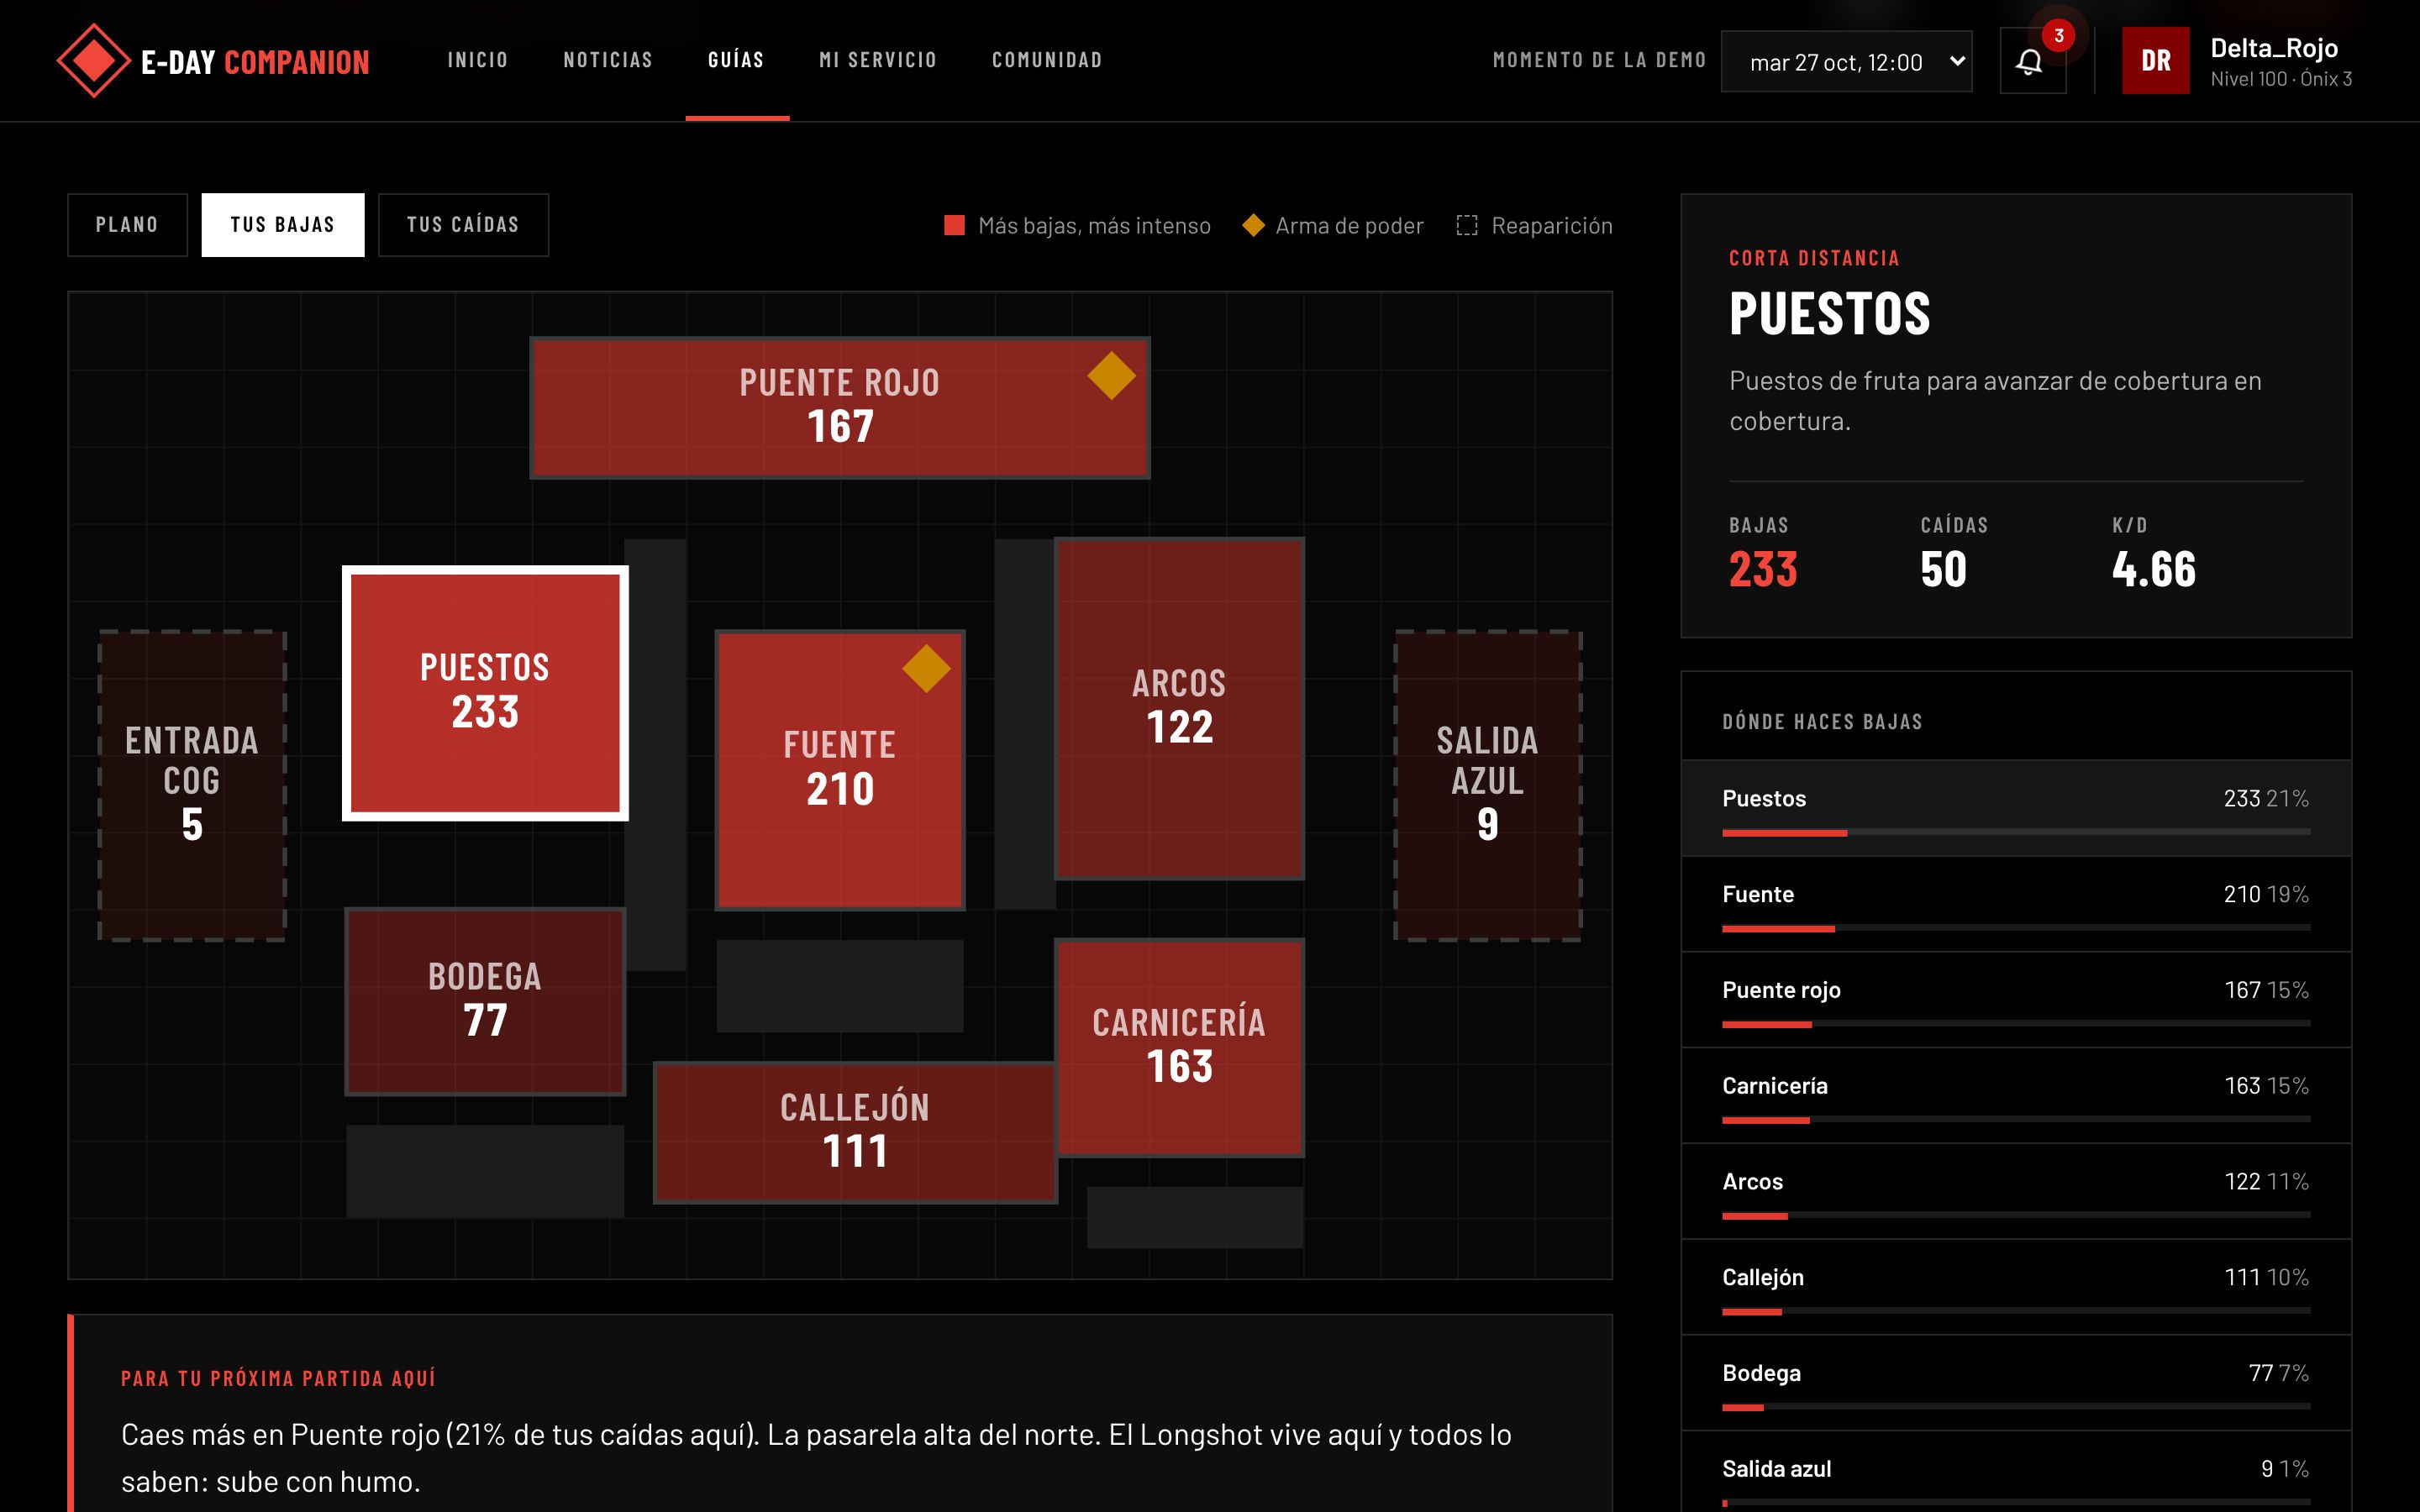 E-DAY COMPANION
INICIO
NOTICIAS
GUÍAS
MI SERVICIO
COMUNIDAD
MOMENTO DE LA DEMO
mar 27 oct, 12:00
3
DR
Delta_Rojo
Nivel 100 · Ónix 3
PLANO
TUS BAJAS
TUS CAÍDAS
Más bajas, más intenso
Arma de poder
Reaparición
PUENTE ROJO
167
PUESTOS
233
FUENTE
210
ARCOS
122
ENTRADA
COG
5
SALIDA
AZUL
9
BODEGA
77
CARNICERÍA
163
CALLEJÓN
111
PARA TU PRÓXIMA PARTIDA AQUÍ
Caes más en Puente rojo (21% de tus caídas aquí). La pasarela alta del norte. El Longshot vive aquí y todos lo
saben: sube con humo.
CORTA DISTANCIA
PUESTOS
Puestos de fruta para avanzar de cobertura en
cobertura.
BAJAS CAÍDAS K/D
233 50 4.66
DÓNDE HACES BAJAS
Puestos 233 21%
Fuente 210 19%
Puente rojo 167 15%
Carnicería 163 15%
Arcos 122 11%
Callejón 111 10%
Bodega 77 7%
Salida azul 9 1%